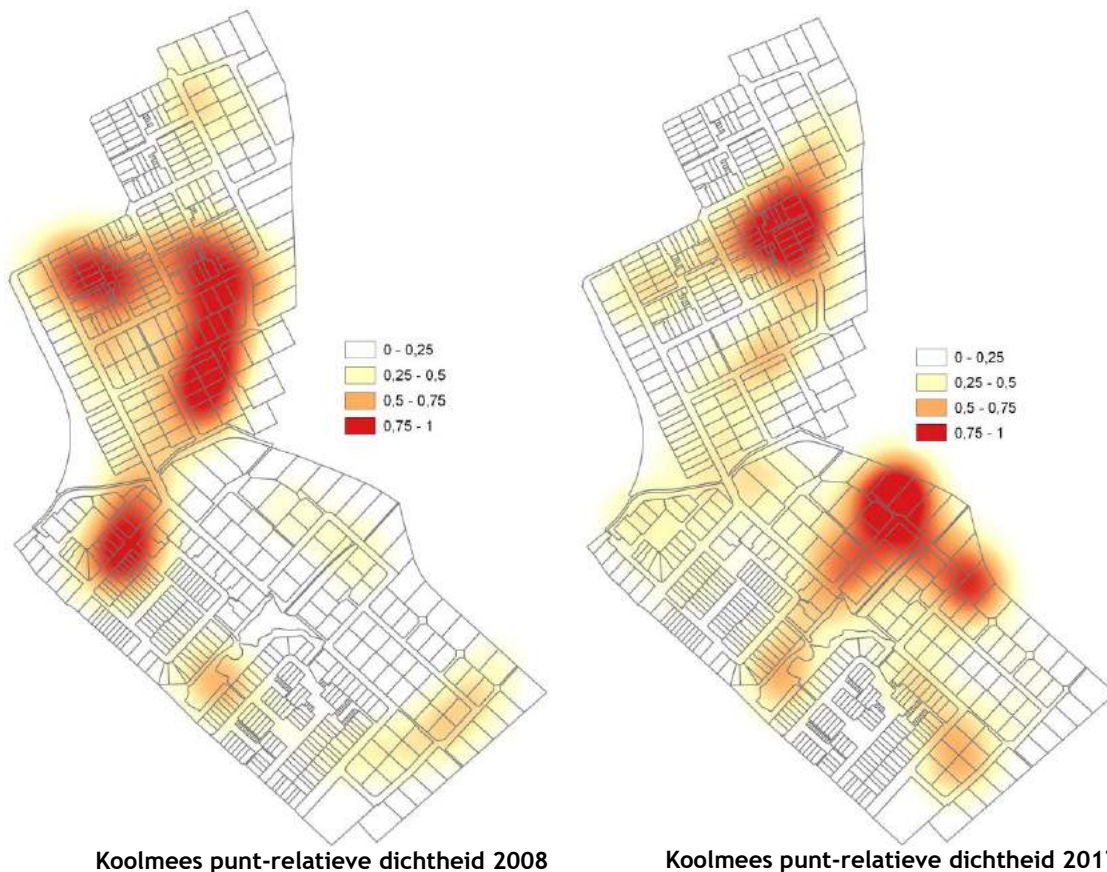 0 - 0,25
0,25 - 0,5
0,5 - 0,75
0,75 - 1
0 - 0,25
0,25 - 0,5
0,5 - 0,75
0,75 - 1
Koolmees punt-relatieve dichtheid 2008
Koolmees punt-relatieve dichtheid 2017